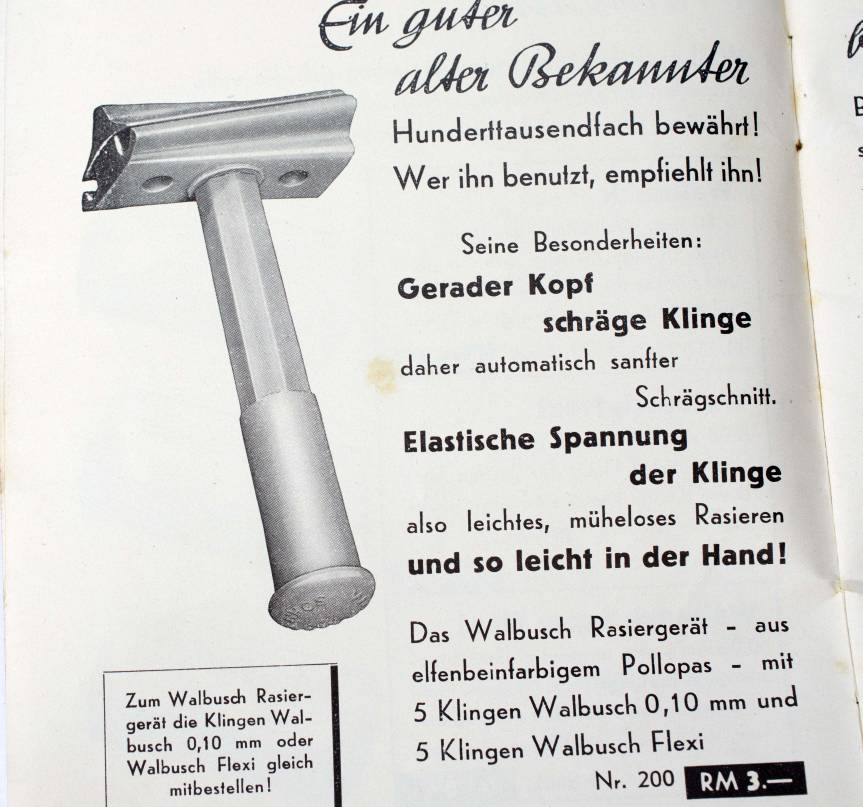 Ein guter
alter Bekannter
Hunderttausendfach bewährt!
Wer ihn benutzt, empfiehlt ihn!
Seine Besonderheiten:
Gerader Kopf
schräge Klinge
daher automatisch sanfter
Schrägschnitt.
Elastische Spannung
der Klinge
also leichtes, müheloses Rasieren
und so leicht in der Hand!
Das Walbusch Rasiergerät - aus
elfenbeinfarbigem Pollopas - mit
5 Klingen Walbusch 0,10 mm und
5 Klingen Walbusch Flexi
Nr. 200 RM 3.—
Zum Walbusch Rasier-
gerät die Klingen Wal-
busch 0,10 mm oder
Walbusch Flexi gleich
mitbestellen!